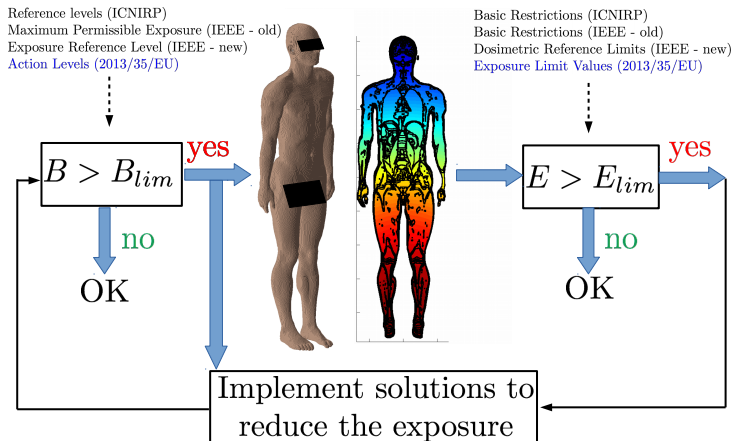 Reference levels (ICNIRP)
Maximum Permissible Exposure (IEEE - old)
Exposure Reference Level (IEEE - new)
Action Levels (2013/35/EU)
Basic Restrictions (ICNIRP)
Basic Restrictions (IEEE - old)
Dosimetric Reference Limits (IEEE - new)
Exposure Limit Values (2013/35/EU)
B > B_lim
yes
no
OK
E > E_lim
yes
no
OK
Implement solutions to
reduce the exposure